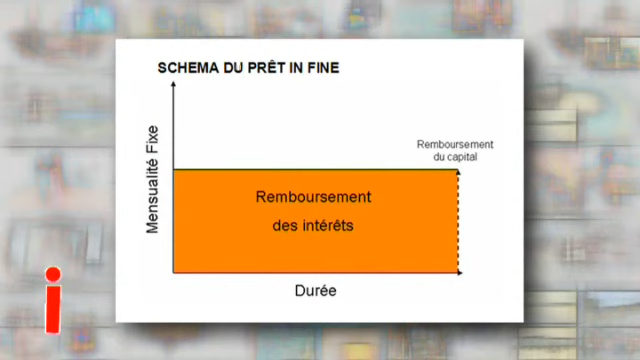 SCHEMA DU PRÊT IN FINE
Mensualité Fixe
Remboursement
du capital
Remboursement
des intérêts
Durée
i